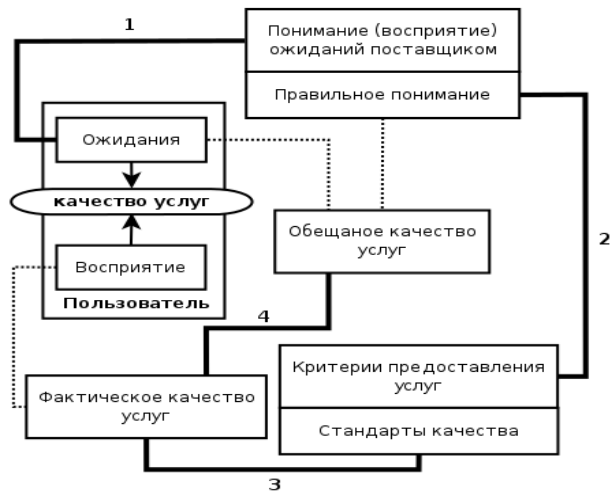 1
Понимание (восприятие)
ожиданий поставщиком
Правильное понимание
Ожидания
качество услуг
Восприятие
Пользователь
Обещаное качество
услуг
2
4
Критерии предоставления
услуг
Стандарты качества
Фактическое качество
услуг
3